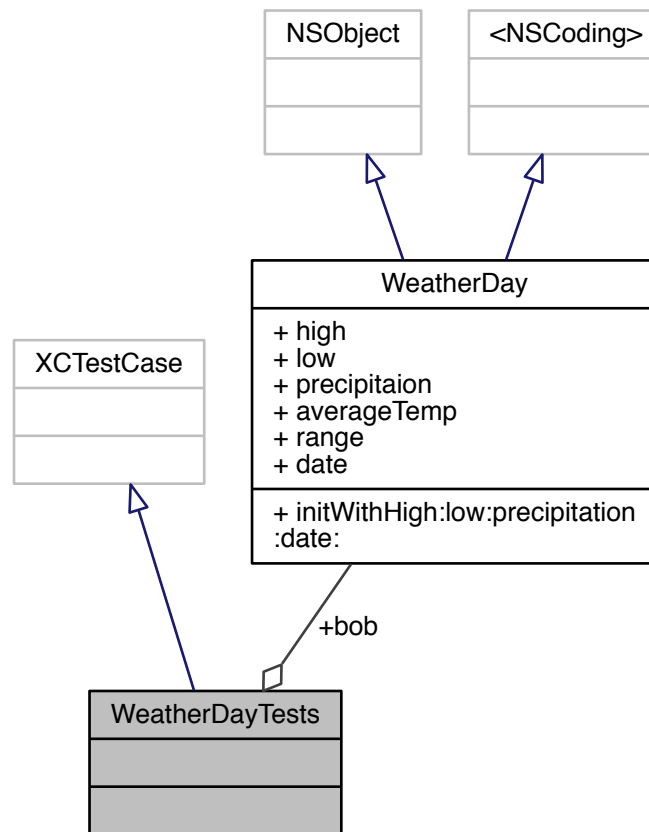 NSObject
<NSCoding>
WeatherDay
+ high
+ low
+ precipitaion
+ averageTemp
+ range
+ date
+ initWithHigh:low:precipitation
:date:
XCTestCase
+bob
WeatherDayTests